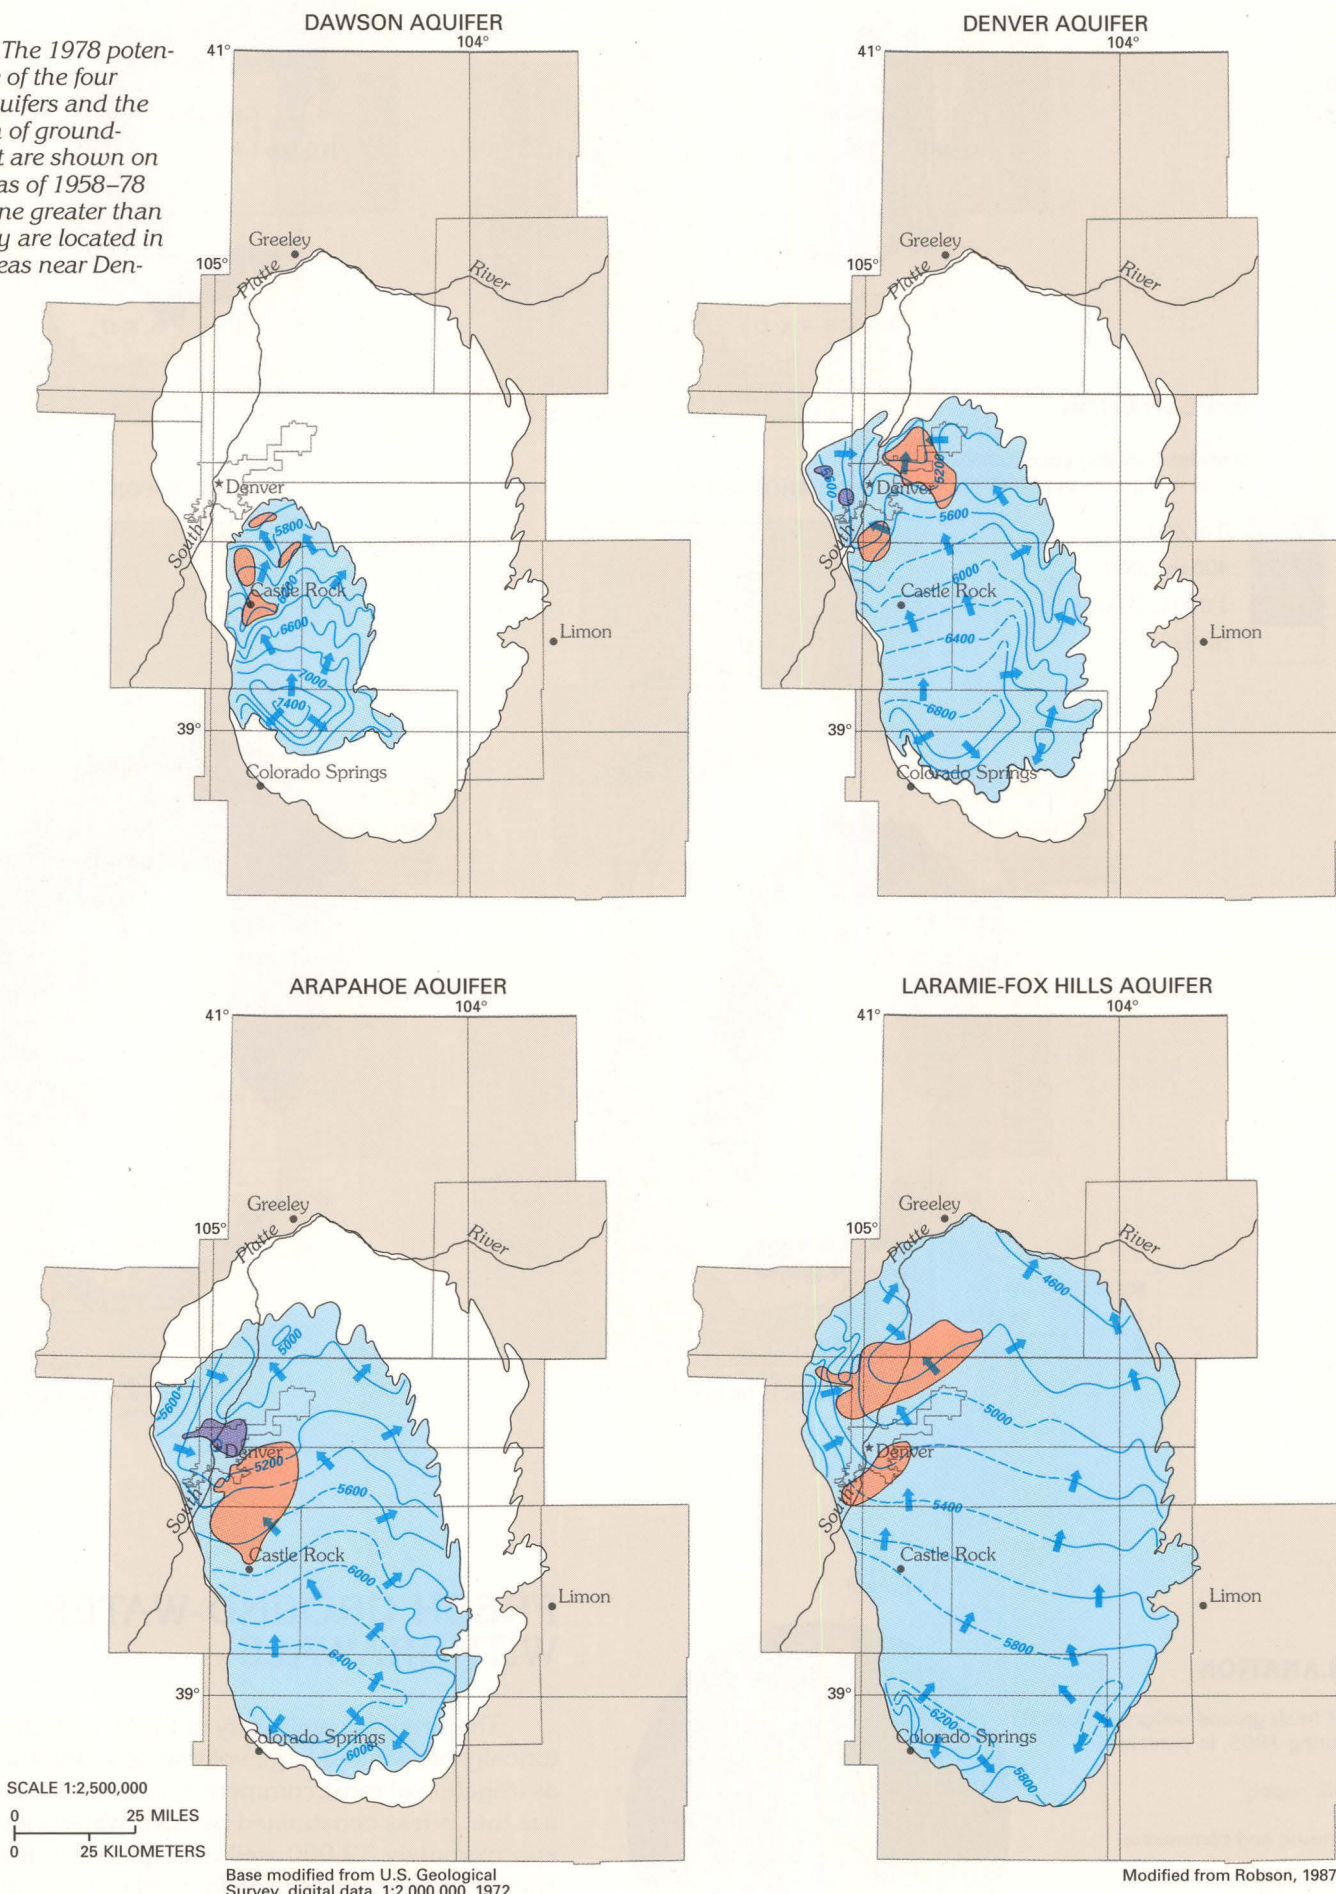 The 1978 poten-
of the four
uifers and the
of ground-
t are shown on
as of 1958–78
ne greater than
y are located in
eas near Den-
DAWSON AQUIFER
41°
104°
Greeley
105°
Platte
River
Denver
South
5800
Castle Rock
6600
Limon
7000
7400
39°
Colorado Springs
DENVER AQUIFER
41°
104°
Greeley
105°
Platte
River
5600
5200
Denver
5600
South
6000
Castle Rock
6400
Limon
6800
39°
Colorado Springs
ARAPAHOE AQUIFER
41°
104°
Greeley
105°
Platte
River
5000
5600
Denver
5200
5600
South
Castle Rock
6000
Limon
6400
39°
Colorado Springs
6000
LARAMIE-FOX HILLS AQUIFER
41°
104°
Greeley
105°
Platte
River
4600
5000
Denver
5400
South
Castle Rock
Limon
5800
39°
6200
Colorado Springs
5800
SCALE 1:2,500,000
0 25 MILES
0 25 KILOMETERS
Base modified from U.S. Geological
Survey, digital data, 1:2,000,000, 1972
Modified from Robson, 1987